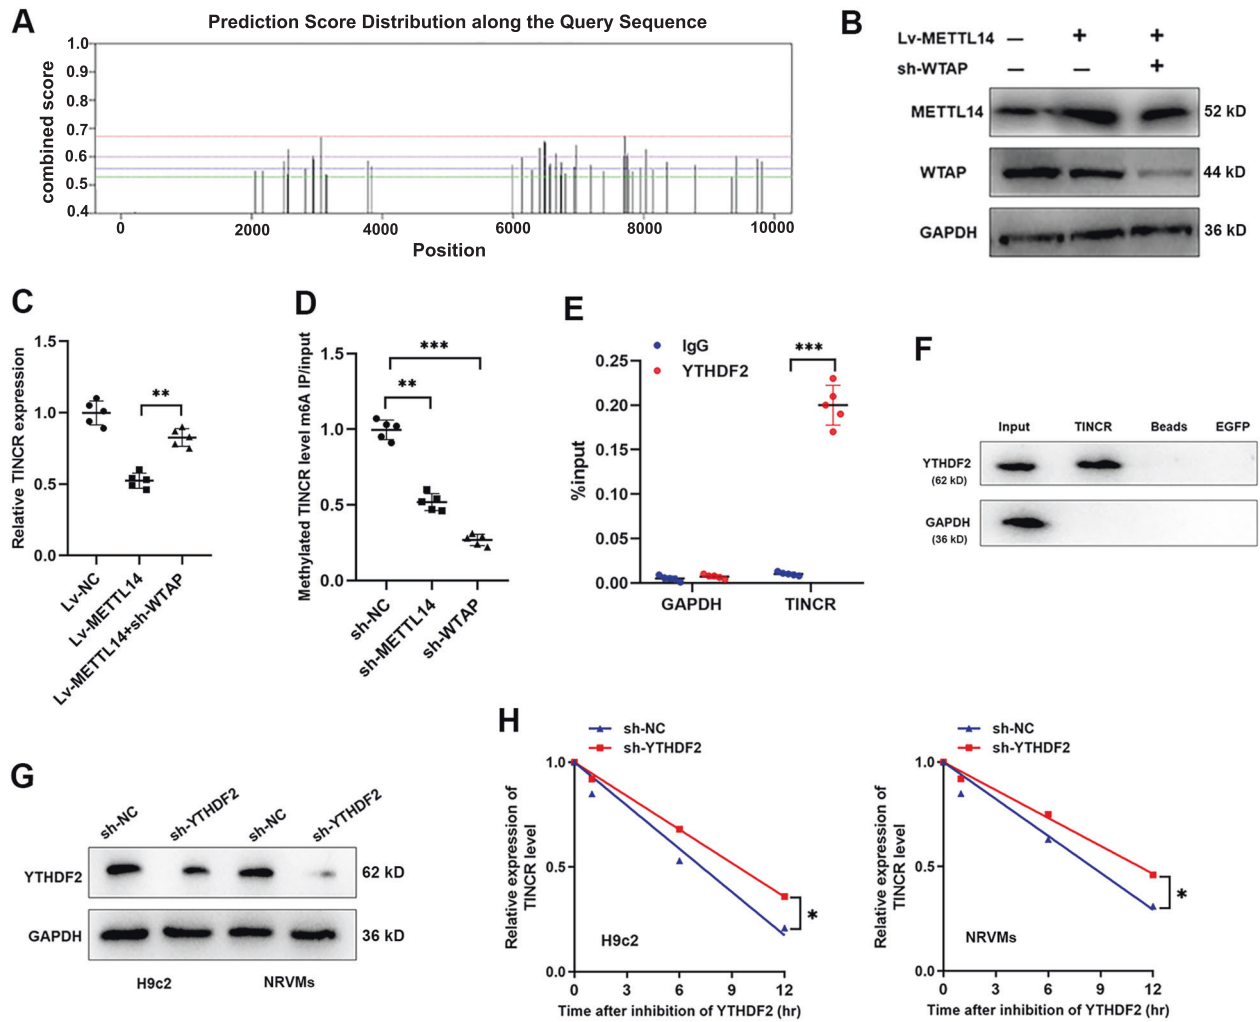 A
Prediction Score Distribution along the Query Sequence
combined score
1.0
0.9
0.8
0.7
0.6
0.5
0.4
0 2000 4000 6000 8000 10000
Position
B
Lv-METTL14 — + +
sh-WTAP — — +
METTL14 52 kD
WTAP 44 kD
GAPDH 36 kD
C
Relative TINCR expression
1.5
1.0
0.5
0.0
**
Lv-NC
Lv-METTL14
Lv-METTL14+sh-WTAP
D
Methylated TINCR level m6A IP/input
1.5
1.0
0.5
0.0
***
**
sh-NC
sh-METTL14
sh-WTAP
E
IgG
YTHDF2
%input
0.25
0.20
0.15
0.10
0.05
0.00
***
GAPDH TINCR
F
Input TINCR Beads EGFP
YTHDF2
(62 kD)
GAPDH
(36 kD)
G
sh-NC sh-YTHDF2 sh-NC sh-YTHDF2
YTHDF2 62 kD
GAPDH 36 kD
H9c2 NRVMs
H
sh-NC
sh-YTHDF2
Relative expression of
TINCR level
1.0
0.5
0.0
*
H9c2
0 3 6 9 12
Time after inhibition of YTHDF2 (hr)
sh-NC
sh-YTHDF2
Relative expression of
TINCR level
1.0
0.5
0.0
*
NRVMs
0 3 6 9 12
Time after inhibition of YTHDF2 (hr)